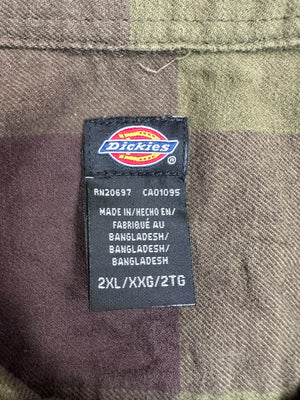 Dickies
®
RN20697 CA01095
MADE IN/HECHO EN/
FABRIQUÉ AU
BANGLADESH/
BANGLADESH/
BANGLADESH
2XL/XXG/2TG